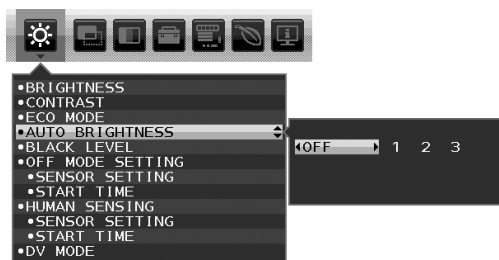 •BRIGHTNESS
•CONTRAST
•ECO MODE
•AUTO BRIGHTNESS
OFF 1 2 3
•BLACK LEVEL
•OFF MODE SETTING
•SENSOR SETTING
•START TIME
•HUMAN SENSING
•SENSOR SETTING
•START TIME
•DV MODE